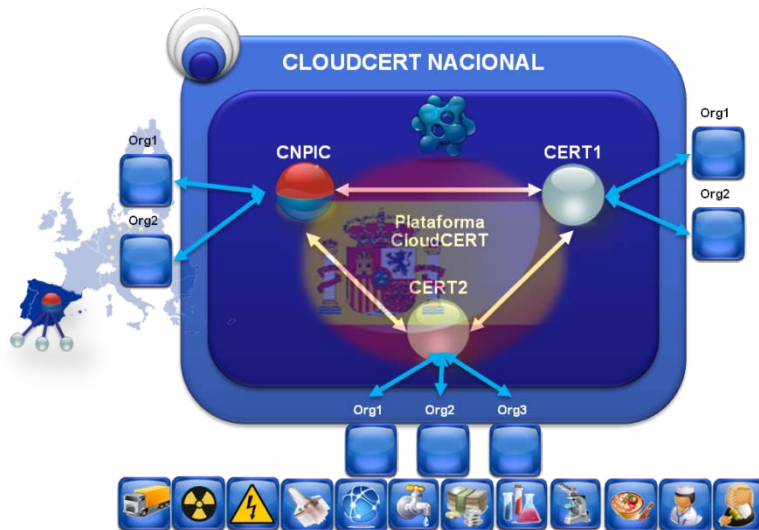 CLOUDCERT NACIONAL
Org1
Org1
CNPIC
CERT1
Org2
Org2
Plataforma
CloudCERT
CERT2
Org1
Org2
Org3